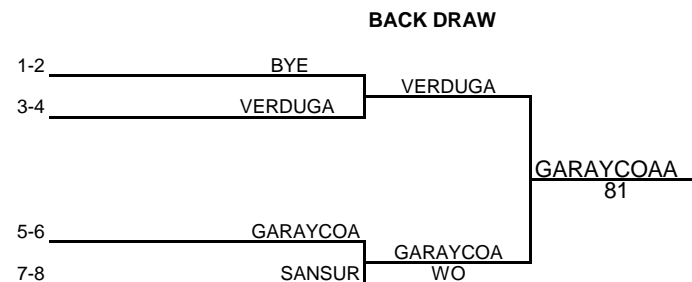 BACK DRAW
1-2 BYE
VERDUGA
3-4 VERDUGA
GARAYCOAA
81
5-6 GARAYCOA
GARAYCOA
WO
7-8 SANSUR